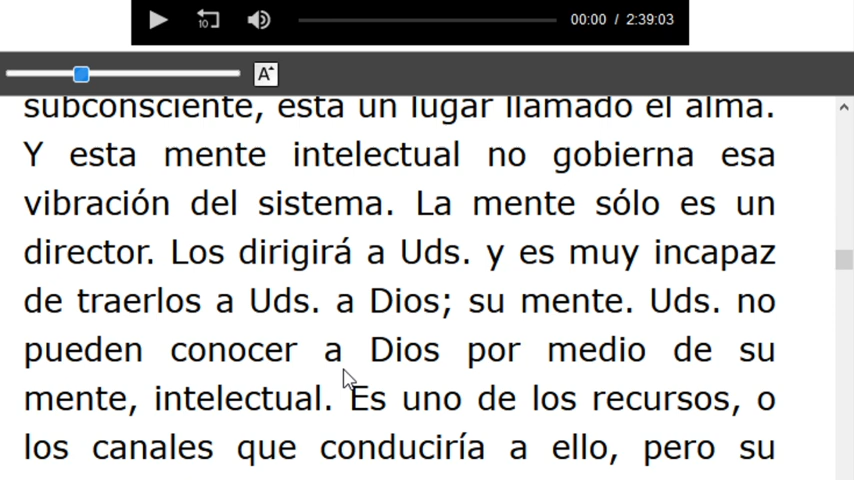 10
00:00 / 2:39:03
A
subconsciente, está un lugar llamado el alma.
Y esta mente intelectual no gobierna esa
vibración del sistema. La mente sólo es un
director. Los dirigirá a Uds. y es muy incapaz
de traerlos a Uds. a Dios; su mente. Uds. no
pueden conocer a Dios por medio de su
mente, intelectual. Es uno de los recursos, o
los canales que conduciría a ello, pero su